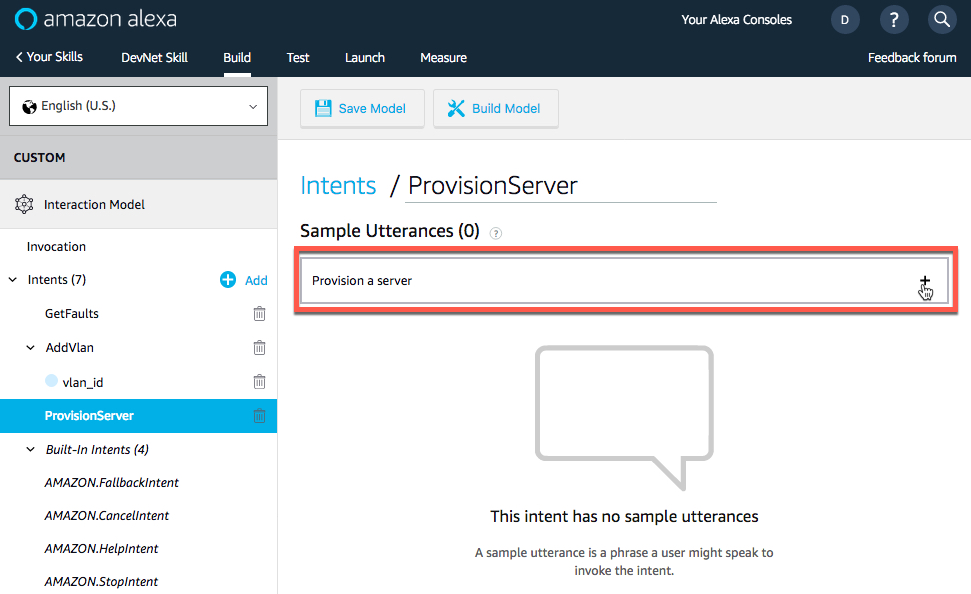 amazon alexa
Your Alexa Consoles
D
?
Your Skills
DevNet Skill
Build
Test
Launch
Measure
Feedback forum
English (U.S.)
Save Model
Build Model
CUSTOM
Interaction Model
Invocation
Intents (7)
Add
GetFaults
AddVlan
vlan_id
ProvisionServer
Built-In Intents (4)
AMAZON.FallbackIntent
AMAZON.CancelIntent
AMAZON.HelpIntent
AMAZON.StopIntent
Intents / ProvisionServer
Sample Utterances (0) ?
Provision a server
This intent has no sample utterances
A sample utterance is a phrase a user might speak to
invoke the intent.